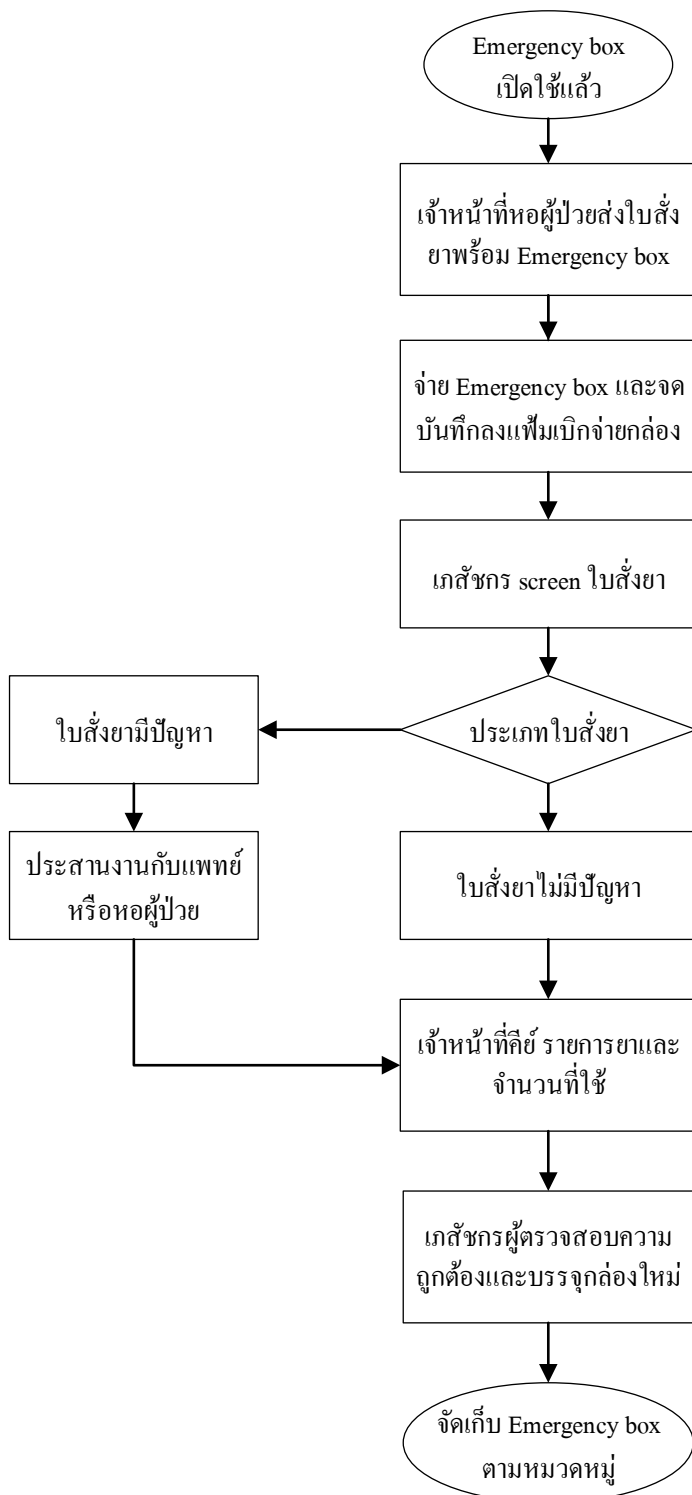 Emergency box
เปิดใช้แล้ว
เจ้าหน้าที่หอผู้ป่วยส่งใบสั่ง
ยาพร้อม Emergency box
จ่าย Emergency box และจด
บันทึกลงแฟ้มเบิกจ่ายกล่อง
เภสัชกร screen ใบสั่งยา
ประเภทใบสั่งยา
ใบสั่งยามีปัญหา
ประสานงานกับแพทย์
หรือหอผู้ป่วย
ใบสั่งยาไม่มีปัญหา
เจ้าหน้าที่คีย์ รายการยาและ
จำนวนที่ใช้
เภสัชกรผู้ตรวจสอบความ
ถูกต้องและบรรจุกล่องใหม่
จัดเก็บ Emergency box
ตามหมวดหมู่